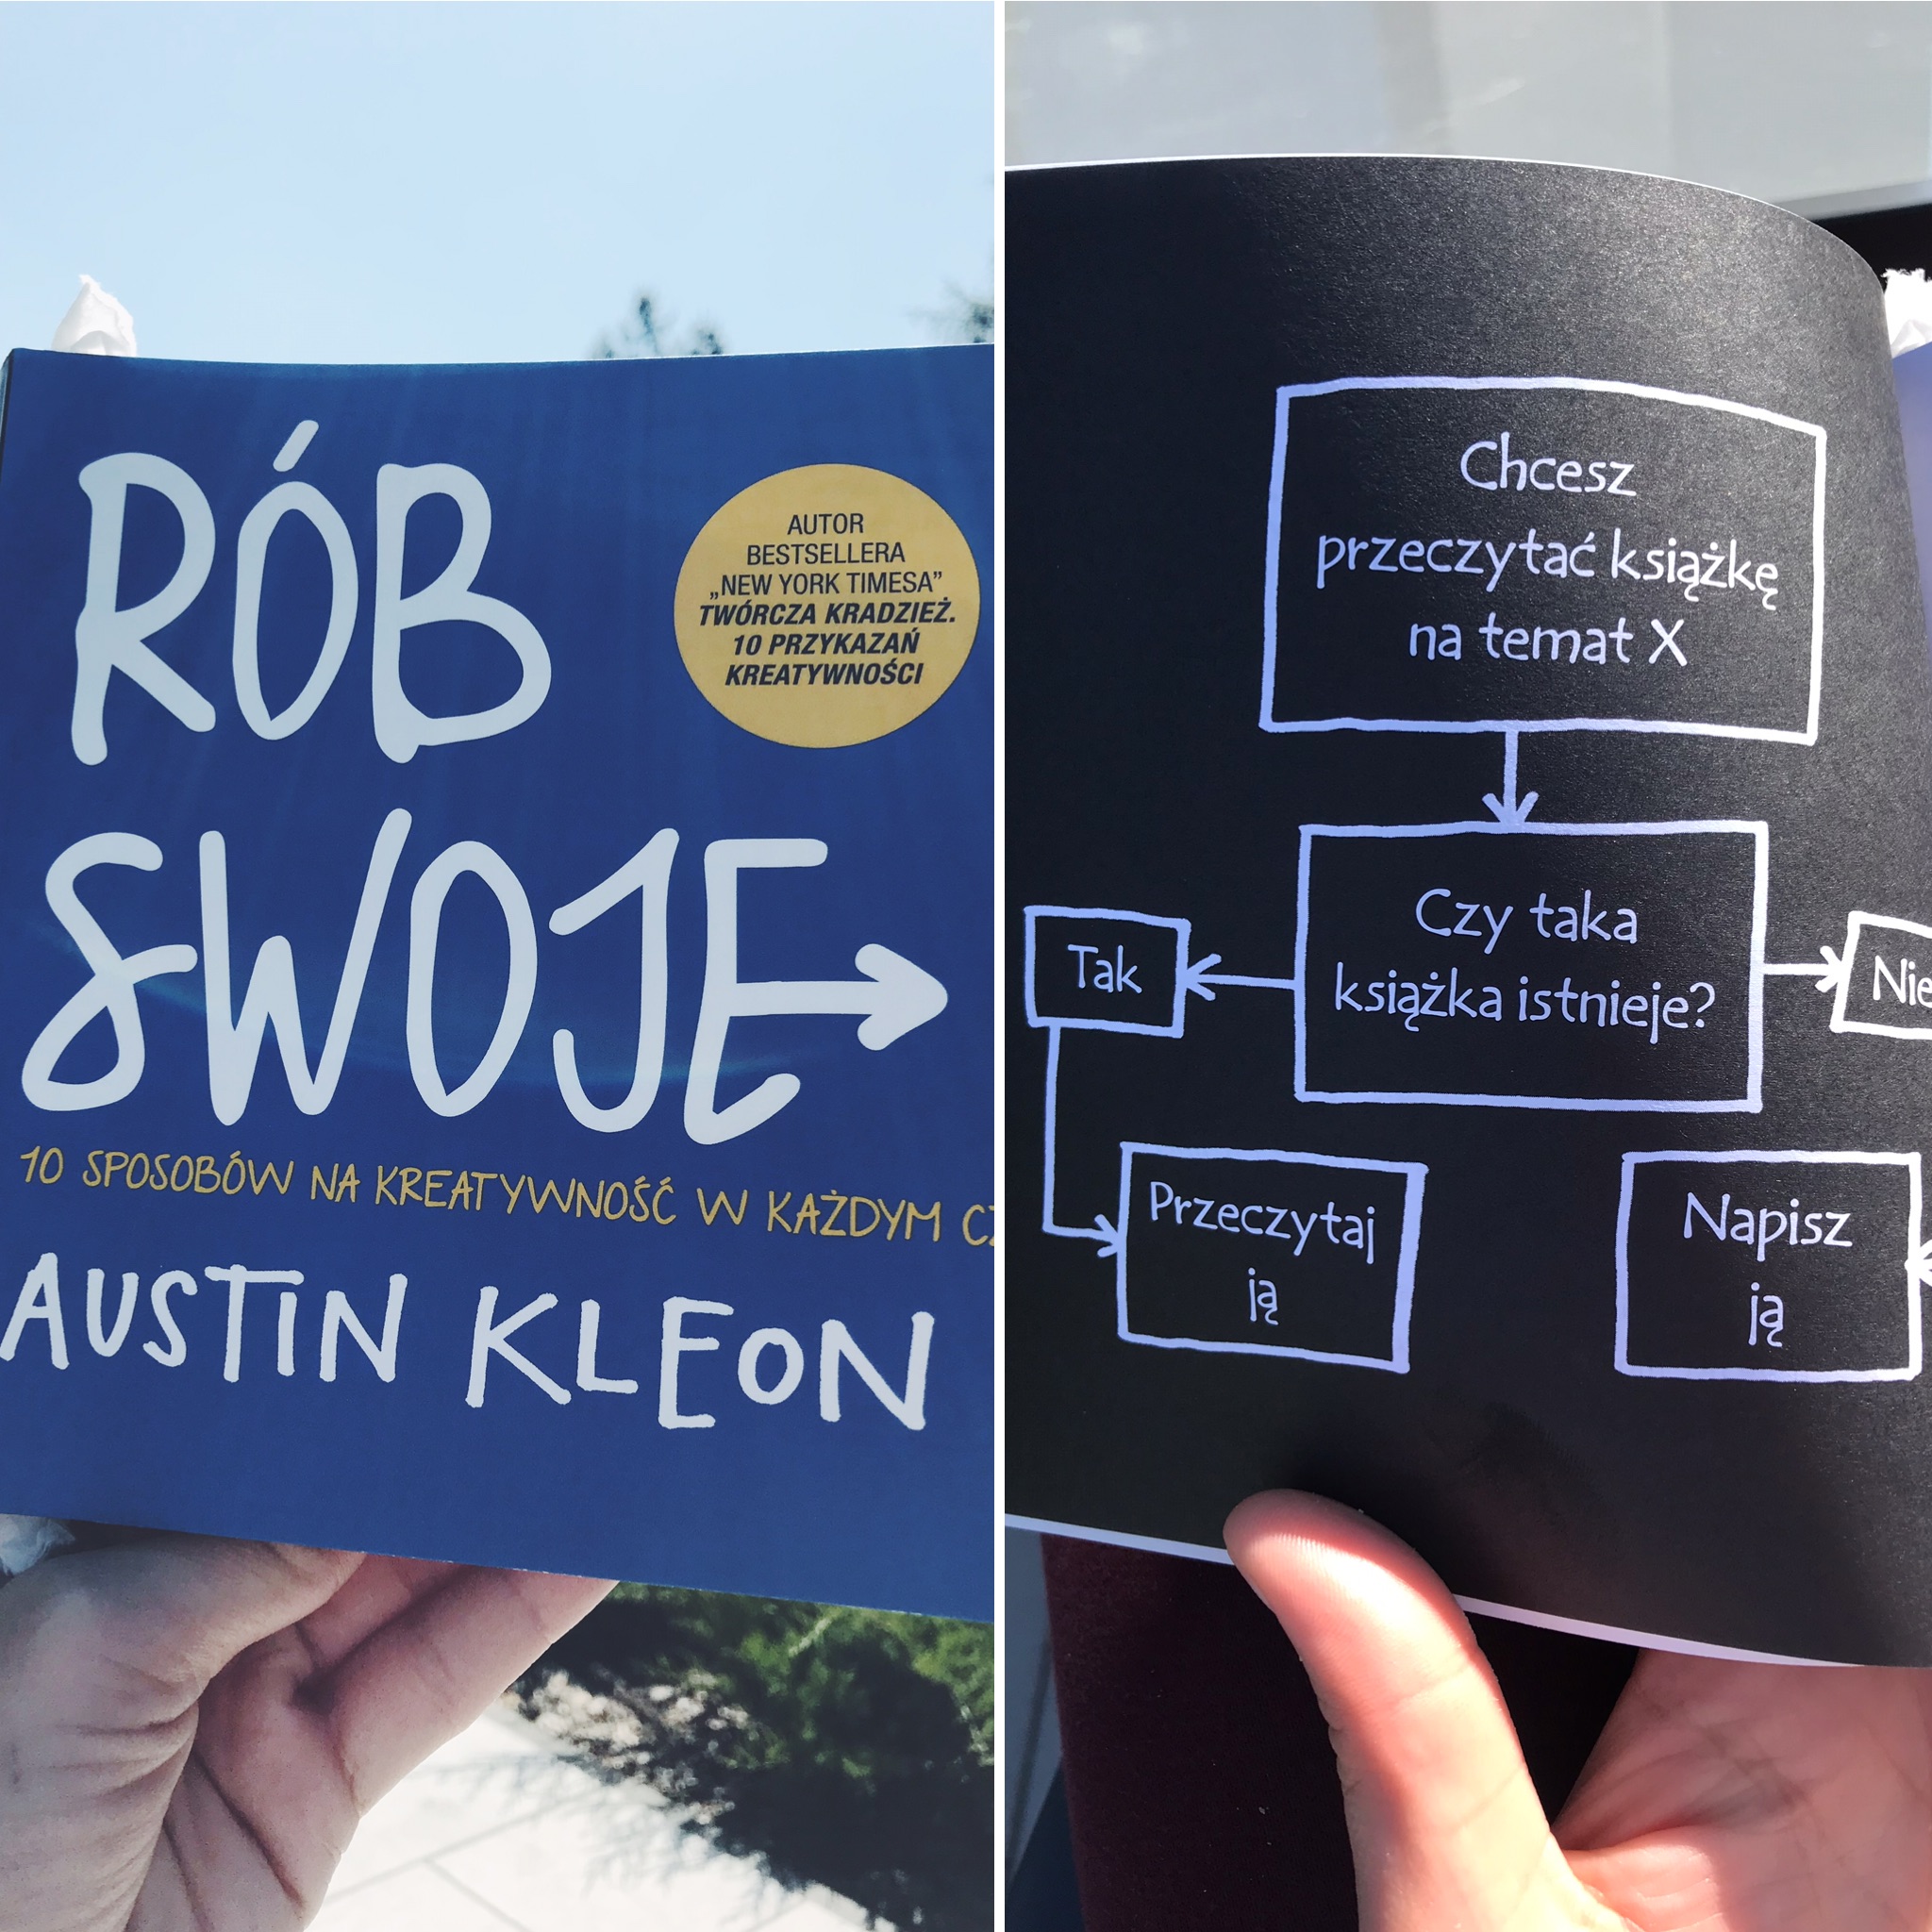 RÓB
SWOJE
AUTOR
BESTSELLERA
„NEW YORK TIMESA”
TWÓRCZA KRADZIEŻ.
10 PRZYKAZAŃ
KREATYWNOŚCI
10 SPOSOBÓW NA KREATYWNOŚĆ W KAŻDYM
AUSTIN KLEON
Chcesz
przeczytać książkę
na temat X
Czy taka
książka istnieje?
Tak
Nie
Przeczytaj
ją
Napisz
ją